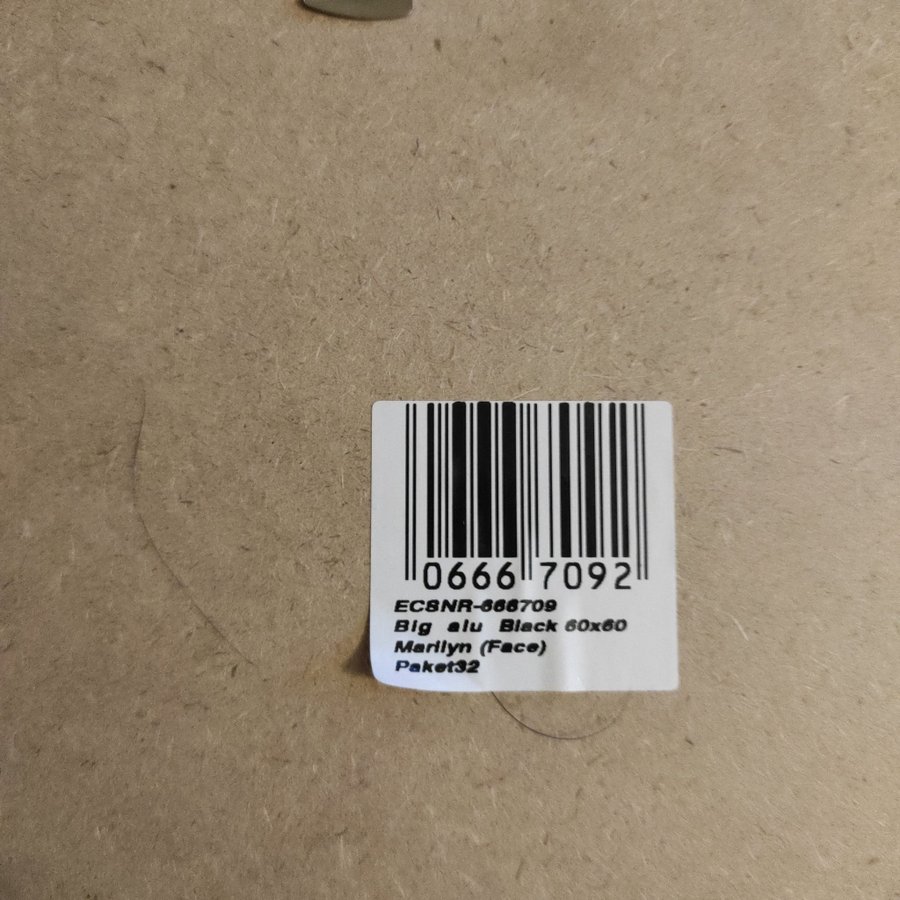 0666 7092
ECSNR-666709
Big alu Black 60x60
Marilyn (Face)
Paket32